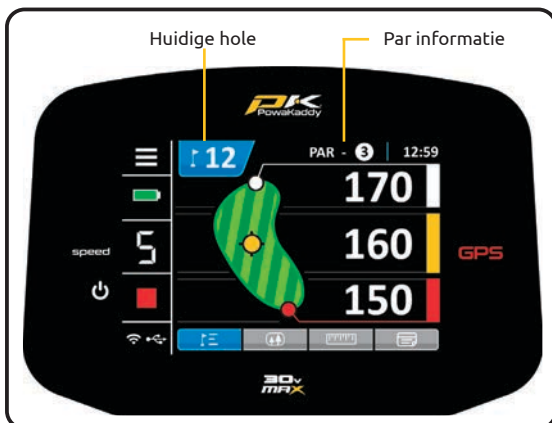 Huidige hole
Par informatie
PK
PowaKaddy
12
PAR - 3
12:59
170
160
150
speed
5
GPS
30V
MAX